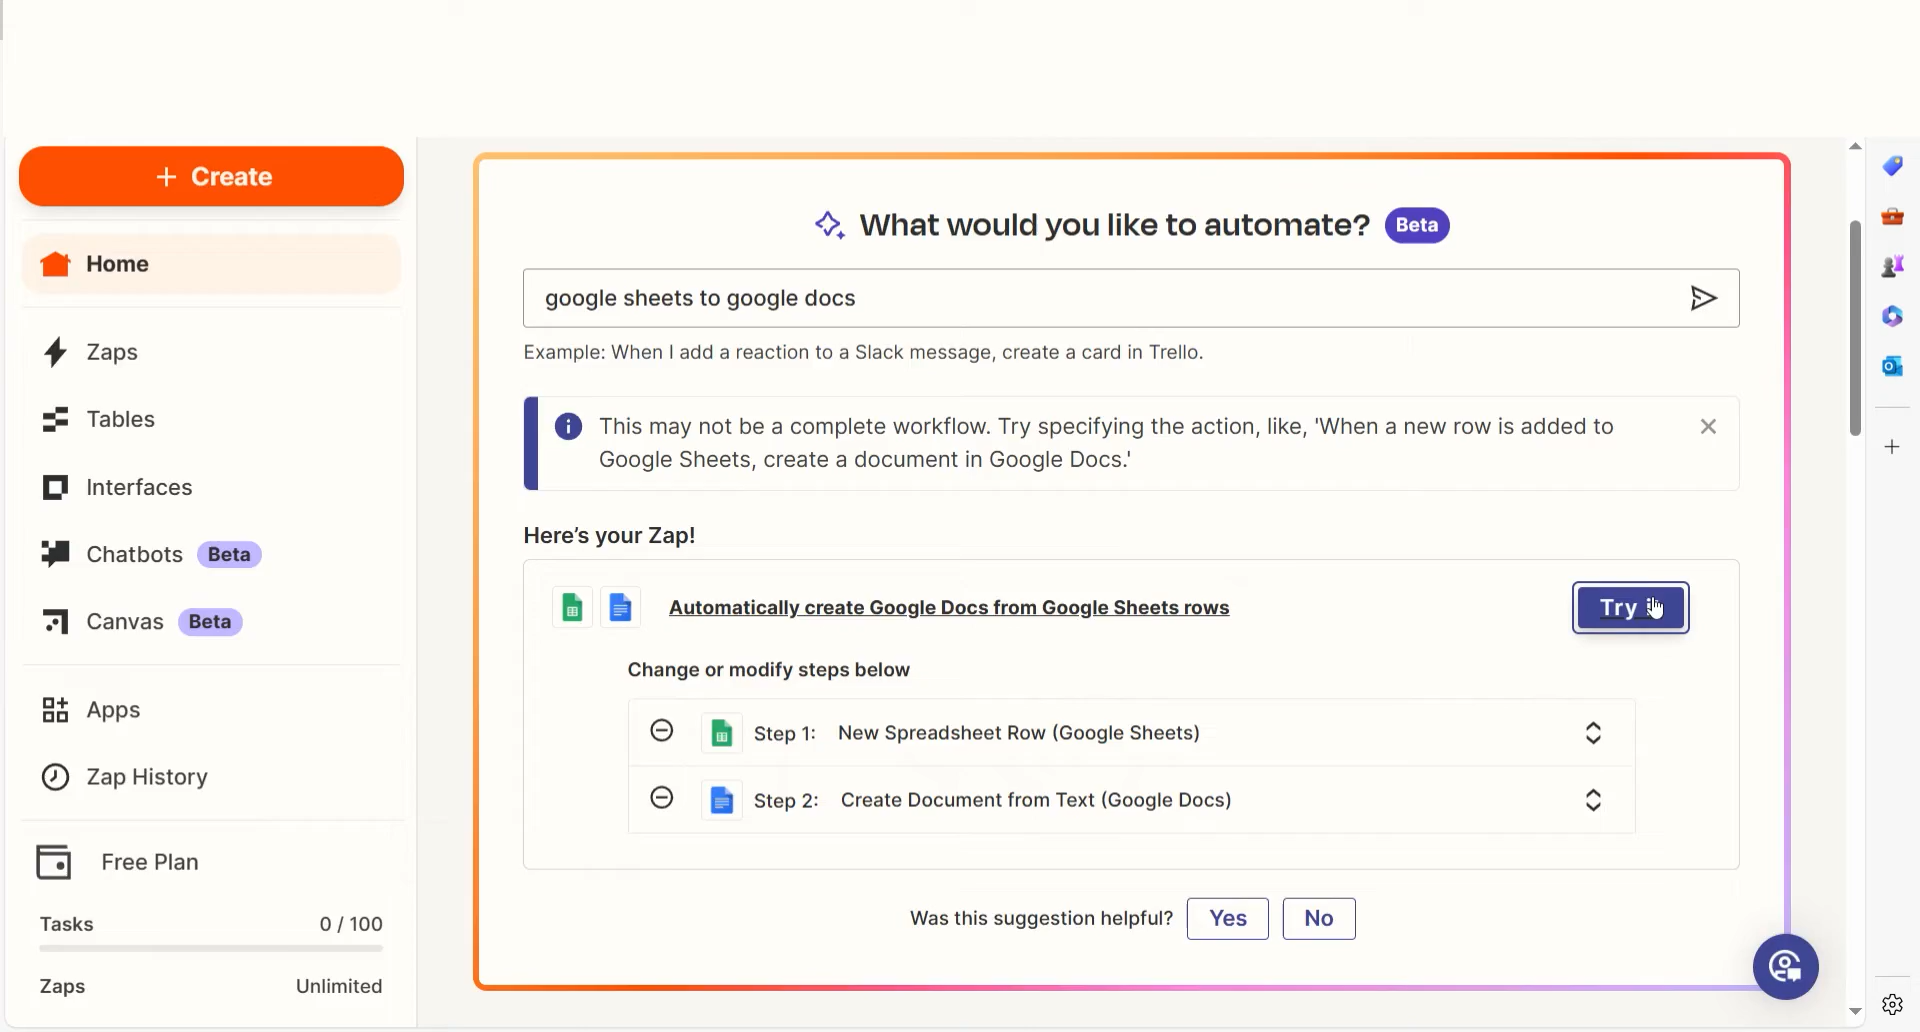 + Create
Home
Zaps
Tables
Interfaces
Chatbots Beta
Canvas Beta
Apps
Zap History
Free Plan
Tasks 0 / 100
Zaps Unlimited
What would you like to automate? Beta
google sheets to google docs
Example: When I add a reaction to a Slack message, create a card in Trello.
This may not be a complete workflow. Try specifying the action, like, 'When a new row is added to
Google Sheets, create a document in Google Docs.'
Here's your Zap!
Automatically create Google Docs from Google Sheets rows
Try
Change or modify steps below
Step 1: New Spreadsheet Row (Google Sheets)
Step 2: Create Document from Text (Google Docs)
Was this suggestion helpful? Yes No